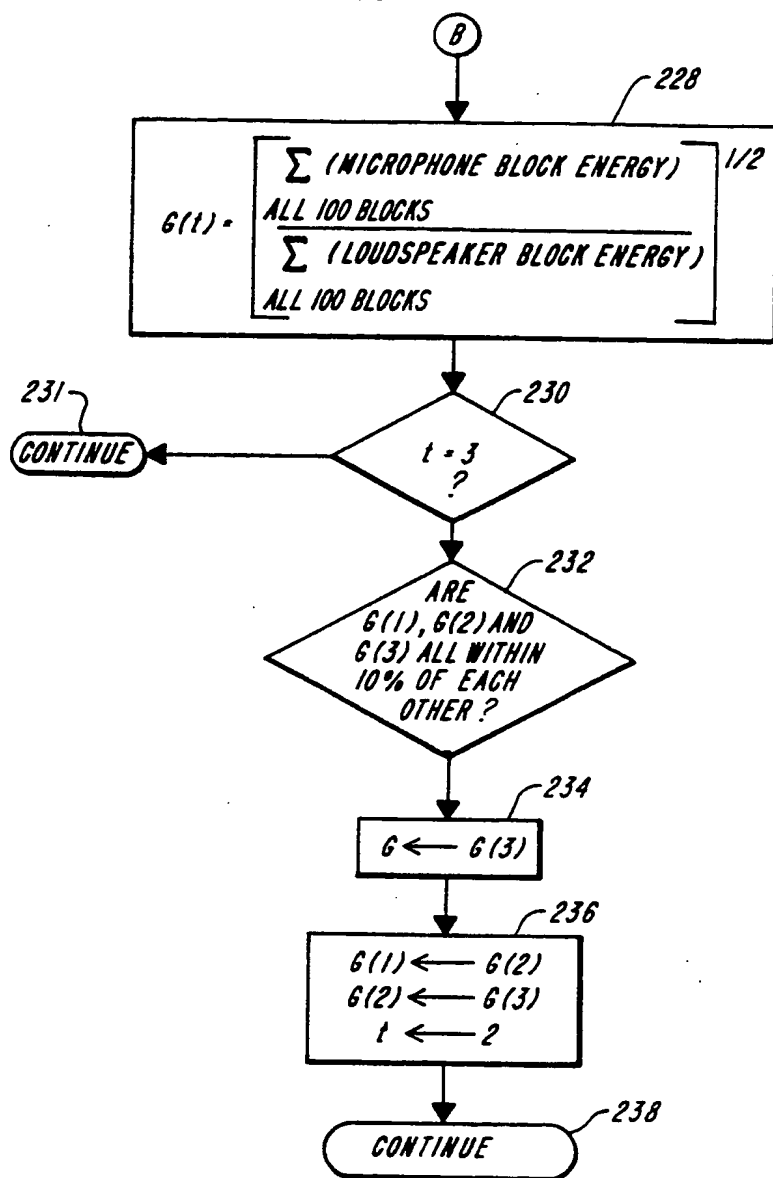 B
228
G(t) = [ Σ (MICROPHONE BLOCK ENERGY) ] 1/2
ALL 100 BLOCKS
Σ (LOUDSPEAKER BLOCK ENERGY)
ALL 100 BLOCKS
230
231
CONTINUE
t = 3
?
232
ARE
G(1), G(2) AND
G(3) ALL WITHIN
10% OF EACH
OTHER ?
234
G ← G(3)
236
G(1) ← G(2)
G(2) ← G(3)
t ← 2
238
CONTINUE